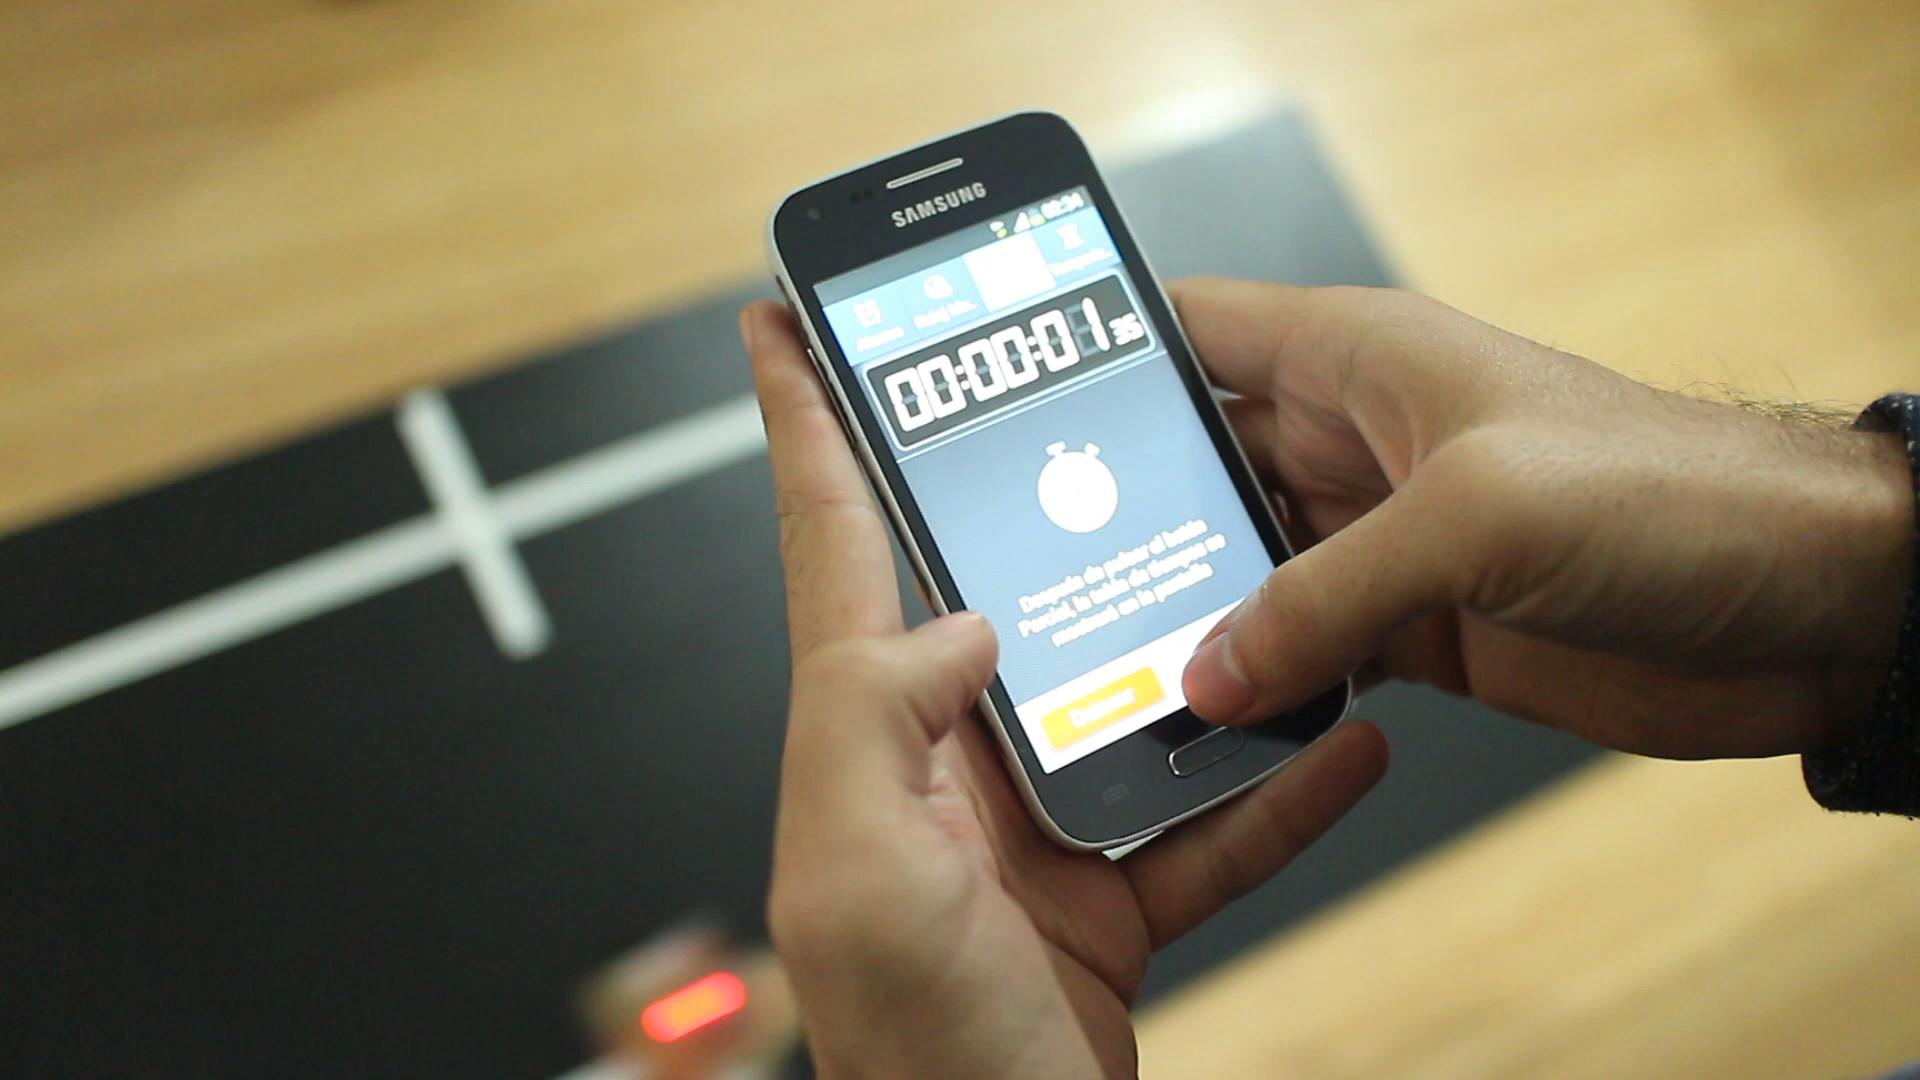 SAMSUNG
02:34
00:00:01 35
Después de pulsar el botón
Parcial, la tabla de tiempos se
mostrará en la pantalla